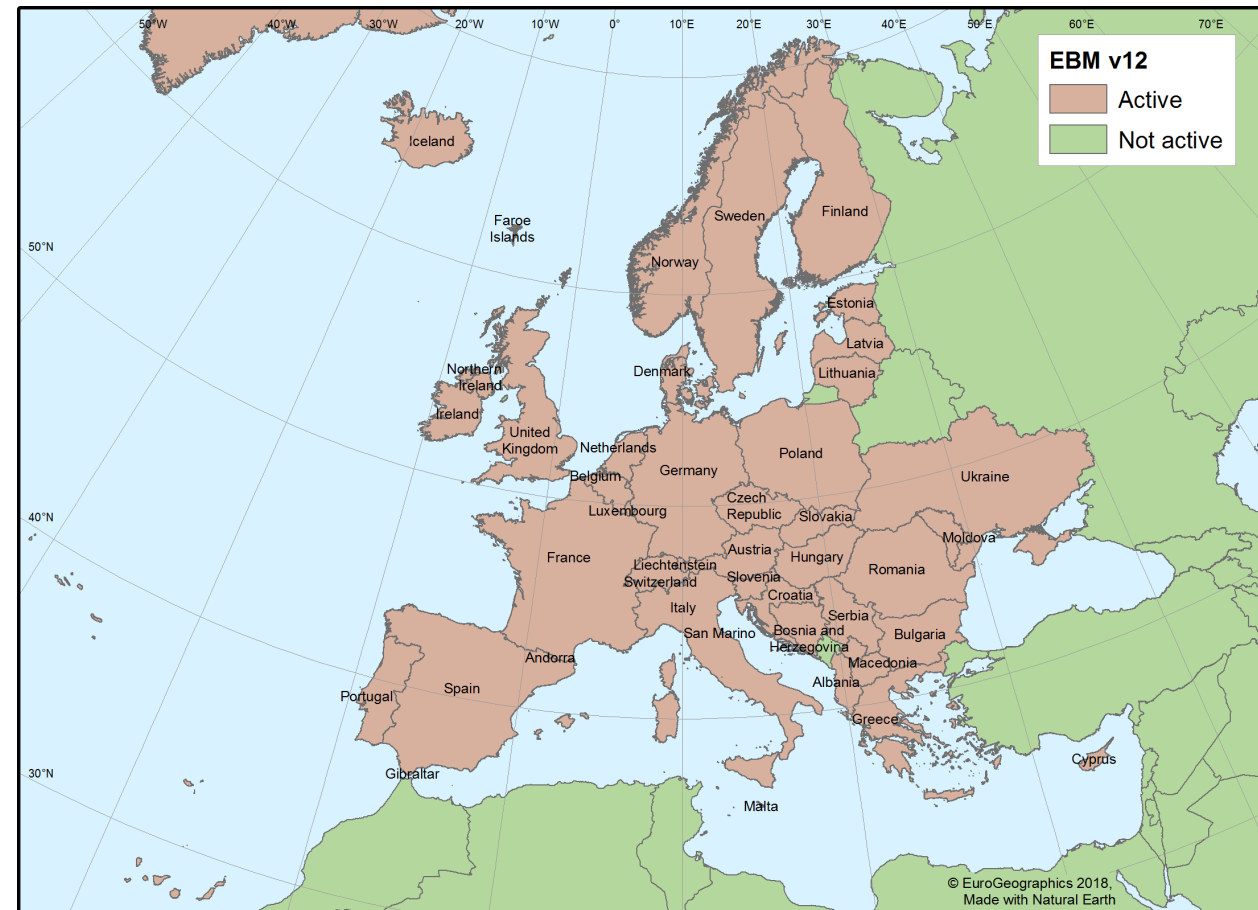 50°W
40°W
30°W
20°W
10°W
0°
10°E
20°E
30°E
40°E
50°E
60°E
70°E
EBM v12
Active
Not active
Iceland
Faroe
Islands
Sweden
Finland
Norway
50°N
Estonia
Latvia
Northern
Ireland
Denmark
Lithuania
Ireland
United
Kingdom
Netherlands
Poland
Germany
Belgium
Ukraine
Czech
Republic
Luxembourg
Slovakia
40°N
Moldova
France
Austria
Hungary
Liechtenstein
Romania
Switzerland
Slovenia
Croatia
Italy
Serbia
San Marino
Bosnia and
Herzegovina
Bulgaria
Andorra
Macedonia
Albania
Spain
Portugal
Greece
Cyprus
30°N
Gibraltar
Malta
© EuroGeographics 2018,
Made with Natural Earth